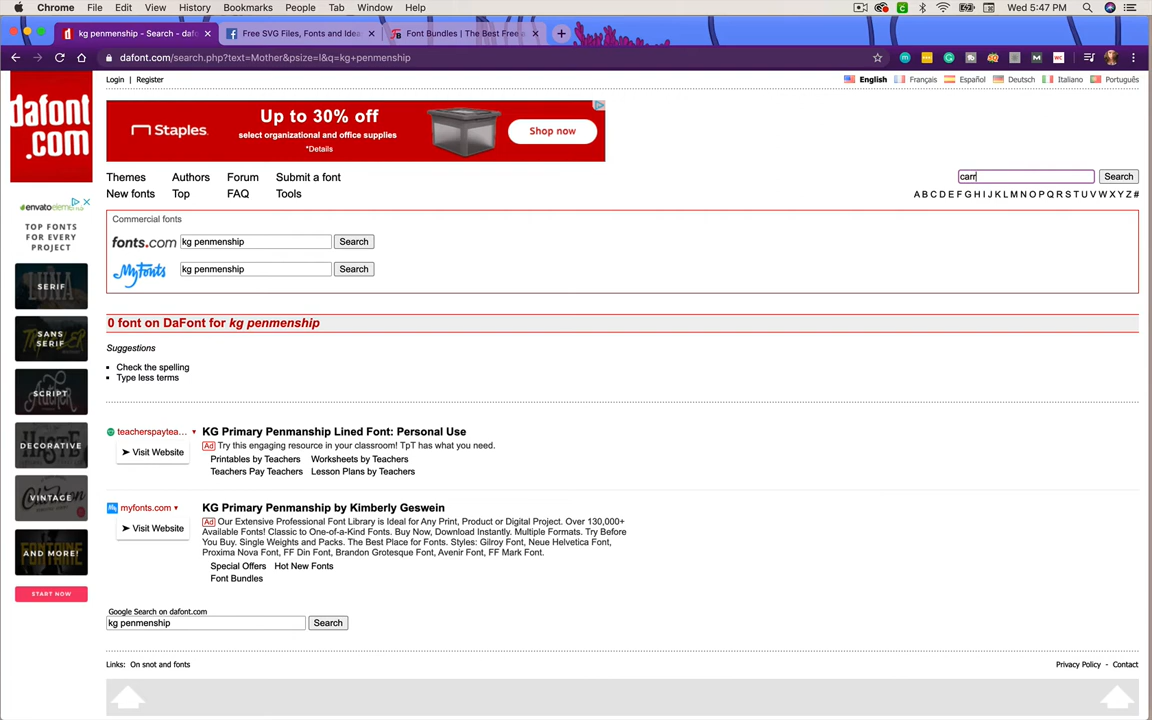 Chrome File Edit View History Bookmarks People Tab Window Help Wed 5:47 PM
kg penmenship - Search - dafo Free SVG Files, Fonts and Idea Font Bundles | The Best Free
dafont.com/search.php?text=Mother&psize=l&q=kg+penmenship
Login | Register
English Français Español Deutsch Italiano Português
dafont
.com
Up to 30% off
select organizational and office supplies
*Details
Staples
Shop now
Themes Authors Forum Submit a font
New fonts Top FAQ Tools
carr Search
A B C D E F G H I J K L M N O P Q R S T U V W X Y Z #
envato
TOP FONTS
FOR EVERY
PROJECT
LUNA
SERIF
SANS
SERIF
SCRIPT
HASTE
DECORATIVE
VINTAGE
FONTAINE
AND MORE!
START NOW
Commercial fonts
fonts.com kg penmenship Search
MyFonts kg penmenship Search
0 font on DaFont for kg penmenship
Suggestions
Check the spelling
Type less terms
teacherspaytea... KG Primary Penmanship Lined Font: Personal Use
Visit Website
Ad Try this engaging resource in your classroom! TpT has what you need.
Printables by Teachers Worksheets by Teachers
Teachers Pay Teachers Lesson Plans by Teachers
myfonts.com KG Primary Penmanship by Kimberly Geswein
Visit Website
Ad Our Extensive Professional Font Library is Ideal for Any Print, Product or Digital Project. Over 130,000+
Available Fonts! Classic to One-of-a-Kind Fonts. Buy Now, Download Instantly. Multiple Formats. Try Before
You Buy. Single Weights and Packs. The Best Place for Fonts. Styles: Gilroy Font, Neue Helvetica Font,
Proxima Nova Font, FF Din Font, Brandon Grotesque Font, Avenir Font, FF Mark Font.
Special Offers Hot New Fonts
Font Bundles
Google Search on dafont.com
kg penmenship Search
Links: On snot and fonts
Privacy Policy - Contact